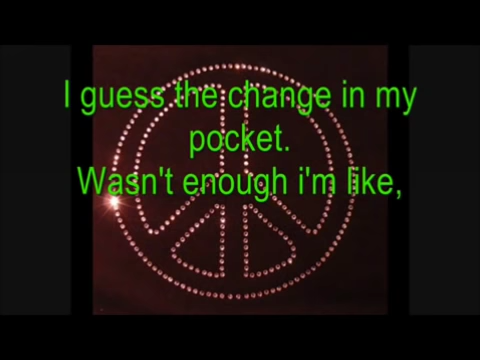 I guess the change in my
pocket.
Wasn't enough i'm like,